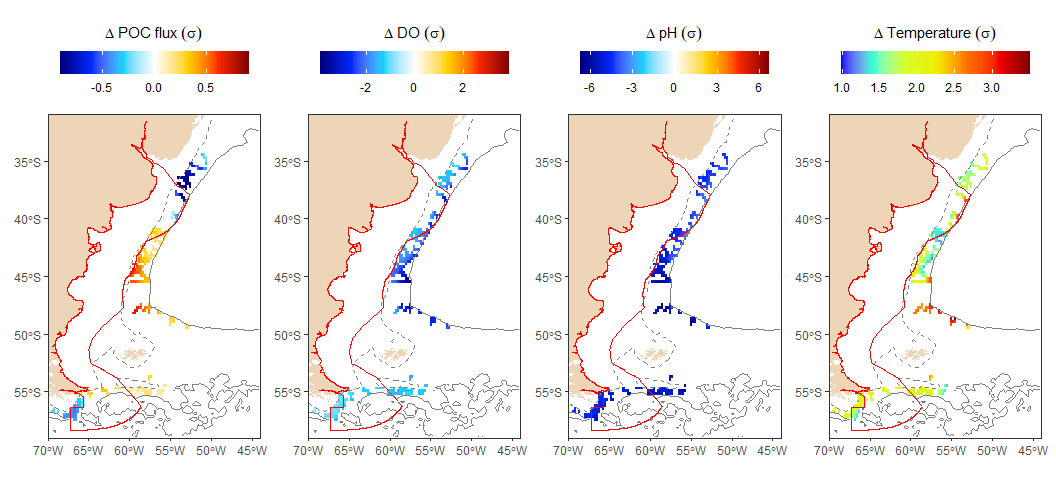 Δ POC flux (σ)
Δ DO (σ)
Δ pH (σ)
Δ Temperature (σ)
-0.5 0.0 0.5
-2 0 2
-6 -3 0 3 6
1.0 1.5 2.0 2.5 3.0
35°S 35°S 35°S 35°S
40°S 40°S 40°S 40°S
45°S 45°S 45°S 45°S
50°S 50°S 50°S 50°S
55°S 55°S 55°S 55°S
70°W 65°W 60°W 55°W 50°W 45°W
70°W 65°W 60°W 55°W 50°W 45°W
70°W 65°W 60°W 55°W 50°W 45°W
70°W 65°W 60°W 55°W 50°W 45°W